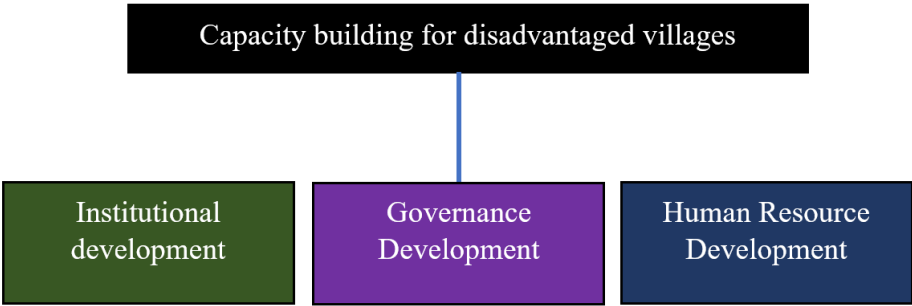 Capacity building for disadvantaged villages
Institutional
development
Governance
Development
Human Resource
Development